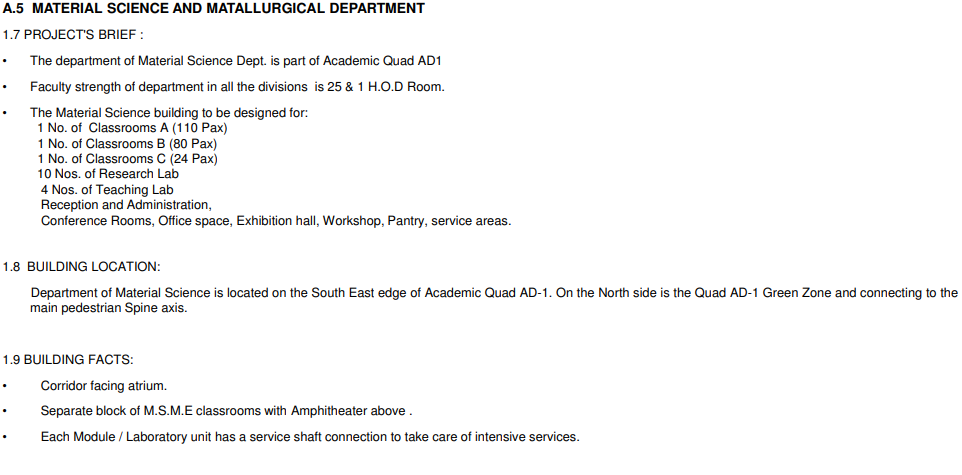 A.5 MATERIAL SCIENCE AND MATALLURGICAL DEPARTMENT
1.7 PROJECT'S BRIEF :
• The department of Material Science Dept. is part of Academic Quad AD1
• Faculty strength of department in all the divisions is 25 & 1 H.O.D Room.
• The Material Science building to be designed for:
1 No. of Classrooms A (110 Pax)
1 No. of Classrooms B (80 Pax)
1 No. of Classrooms C (24 Pax)
10 Nos. of Research Lab
4 Nos. of Teaching Lab
Reception and Administration,
Conference Rooms, Office space, Exhibition hall, Workshop, Pantry, service areas.
1.8 BUILDING LOCATION:
Department of Material Science is located on the South East edge of Academic Quad AD-1. On the North side is the Quad AD-1 Green Zone and connecting to the
main pedestrian Spine axis.
1.9 BUILDING FACTS:
• Corridor facing atrium.
• Separate block of M.S.M.E classrooms with Amphitheater above .
• Each Module / Laboratory unit has a service shaft connection to take care of intensive services.